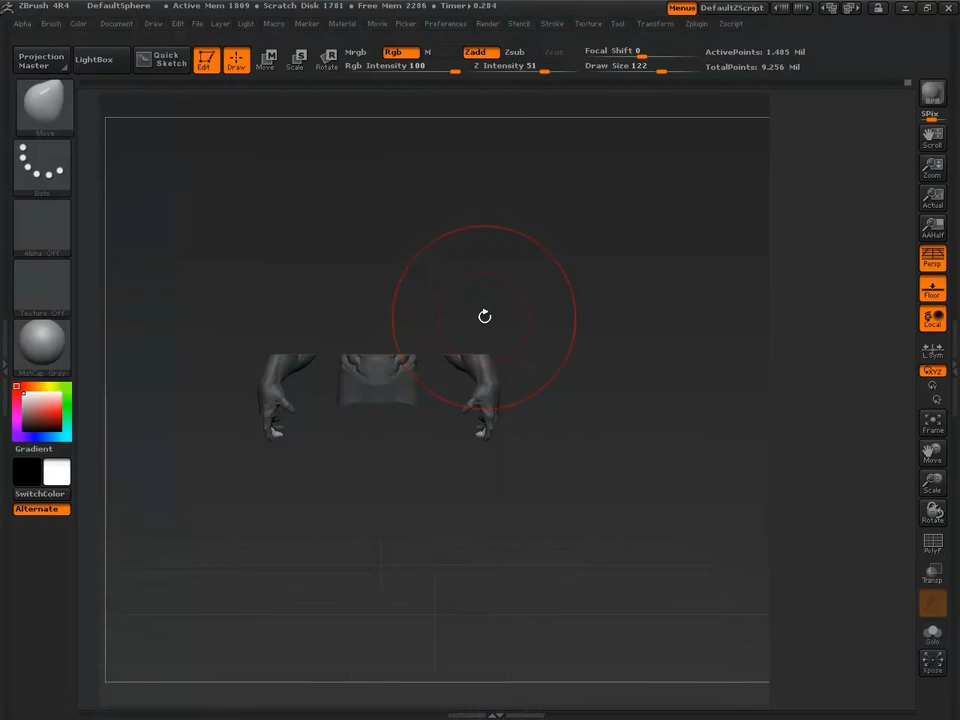 ZBrush 4R4 DefaultSphere • Active Mem 1809 • Scratch Disk 1781 • Free Mem 2286 • Timer▸0.284 Menus DefaultZScript
Alpha Brush Color Document Draw Edit File Layer Light Macro Marker Material Movie Picker Preferences Render Stencil Stroke Texture Tool Transform Zplugin Zscript
Projection Master
LightBox
Quick Sketch
Edit
Draw
Move
Scale
Rotate
Mrgb Rgb M
Rgb Intensity 100
Zadd Zsub Zcut
Z Intensity 51
Focal Shift 0
Draw Size 122
ActivePoints: 1.485 Mil
TotalPoints: 9.256 Mil
Move
Dots
Alpha Off
Texture Off
MatCap Gray
Gradient
SwitchColor
Alternate
BPR
SPix
Scroll
Zoom
Actual
AAHalf
Persp
Floor
Local
L.Sym
XYZ
Frame
Move
Scale
Rotate
PolyF
Transp
Solo
Xpose